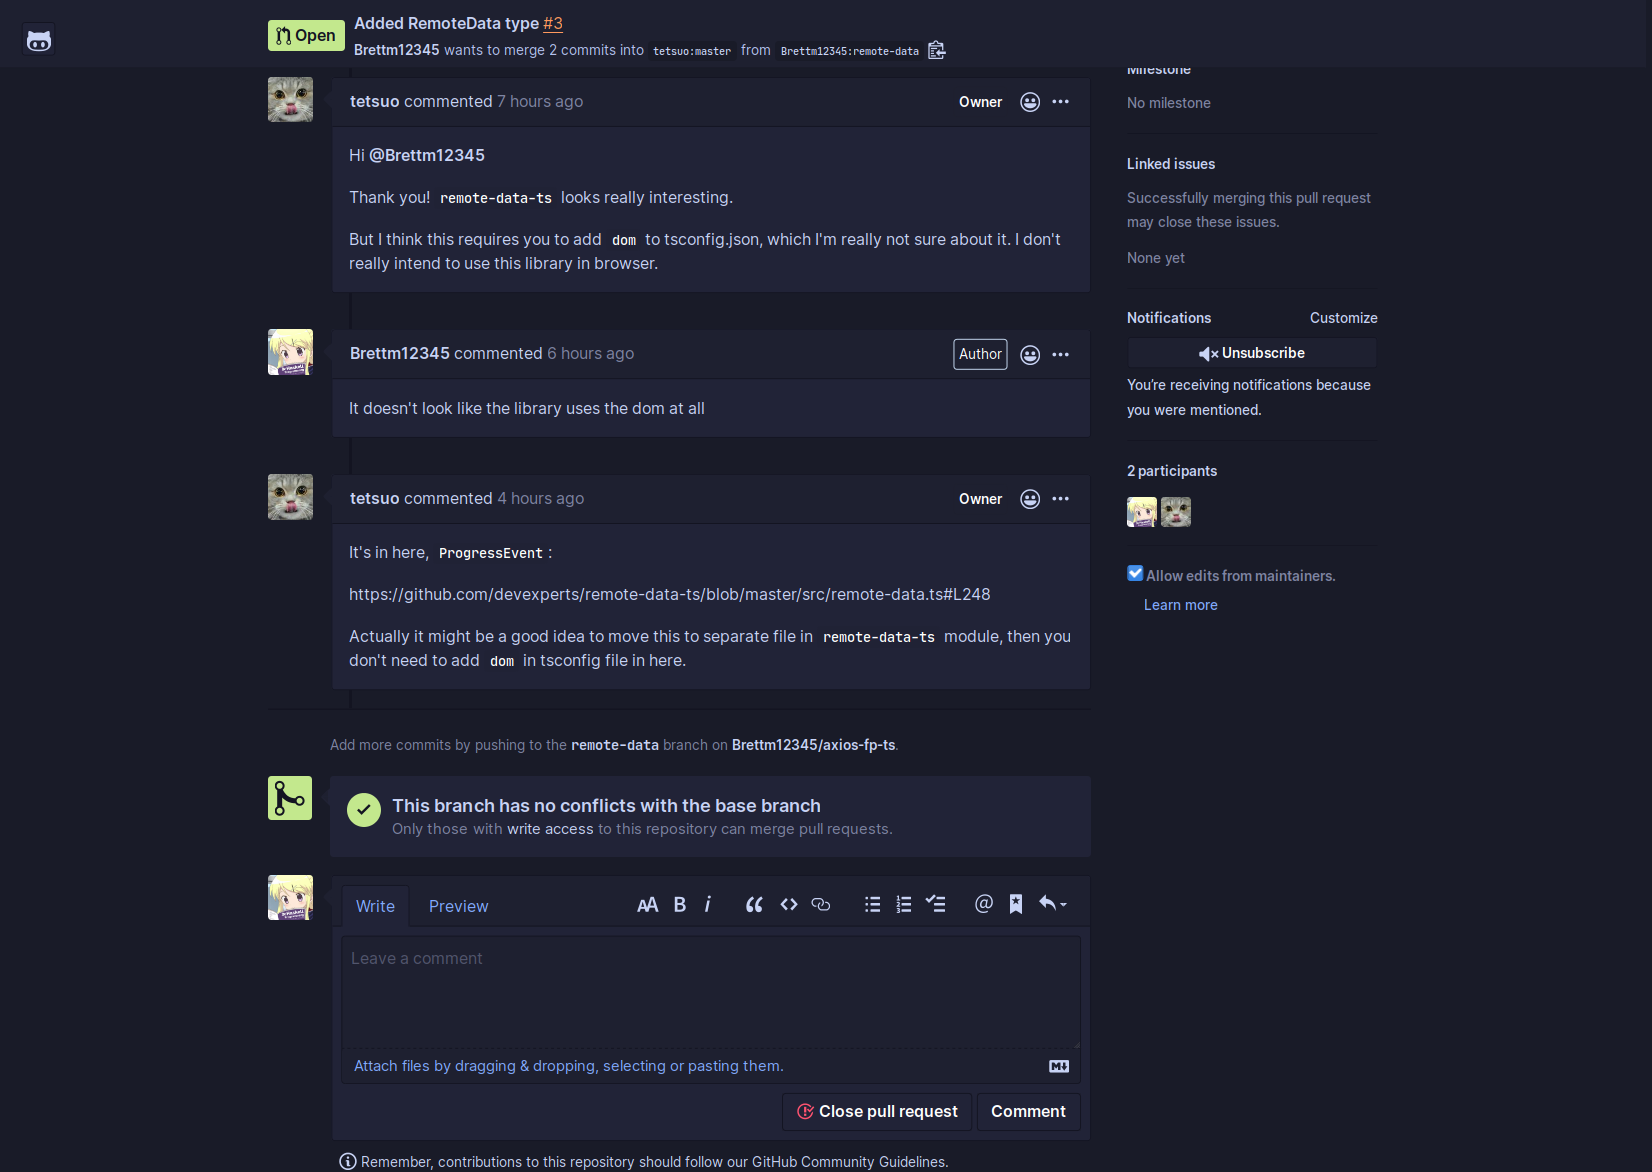 Open
Added RemoteData type #3
Brettm12345 wants to merge 2 commits into tetsuo:master from Brettm12345:remote-data
tetsuo commented 7 hours ago
Owner
Hi @Brettm12345
Thank you! remote-data-ts looks really interesting.
But I think this requires you to add dom to tsconfig.json, which I'm really not sure about it. I don't
really intend to use this library in browser.
Brettm12345 commented 6 hours ago
Author
It doesn't look like the library uses the dom at all
tetsuo commented 4 hours ago
Owner
It's in here, ProgressEvent :
https://github.com/devexperts/remote-data-ts/blob/master/src/remote-data.ts#L248
Actually it might be a good idea to move this to separate file in remote-data-ts module, then you
don't need to add dom in tsconfig file in here.
Add more commits by pushing to the remote-data branch on Brettm12345/axios-fp-ts.
This branch has no conflicts with the base branch
Only those with write access to this repository can merge pull requests.
Write
Preview
Leave a comment
Attach files by dragging & dropping, selecting or pasting them.
Close pull request
Comment
Remember, contributions to this repository should follow our GitHub Community Guidelines.
Milestone
No milestone
Linked issues
Successfully merging this pull request
may close these issues.
None yet
Notifications
Customize
Unsubscribe
You're receiving notifications because
you were mentioned.
2 participants
Allow edits from maintainers.
Learn more